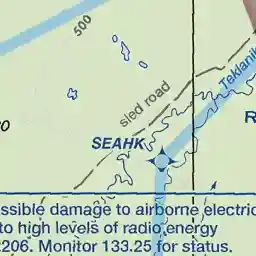 500
sied road
Teklanik
SEAHK
R
ssible damage to airborne electric
to high levels of radio energy
206. Monitor 133.25 for status.